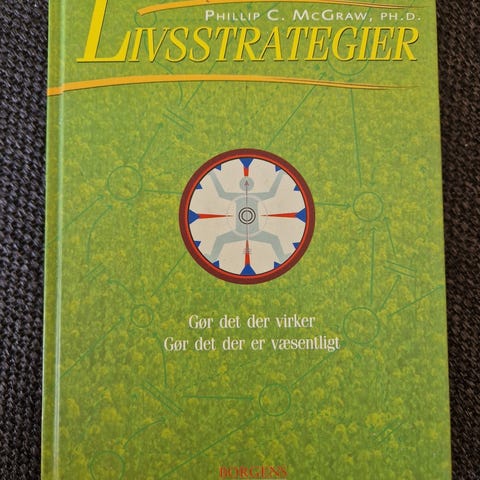 PHILLIP C. MCGRAW, PH.D.
LIVSSTRATEGIER
Gør det der virker
Gør det der er væsentligt
BORGENS